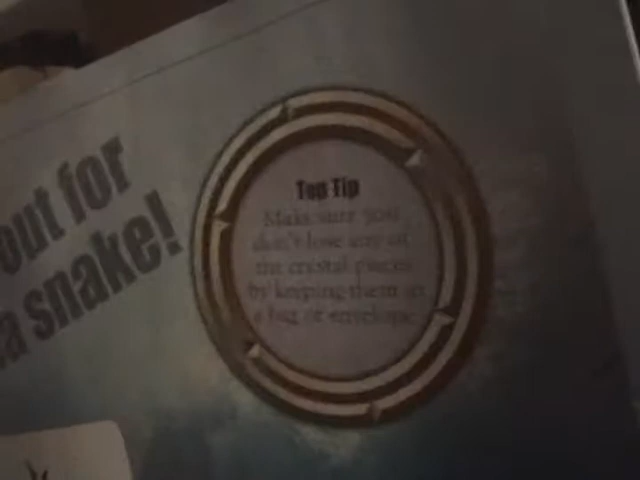 out for
a snake!
Top Tip
Make sure you
don't lose any of
the crystal pieces
by keeping them in
a bag or envelope